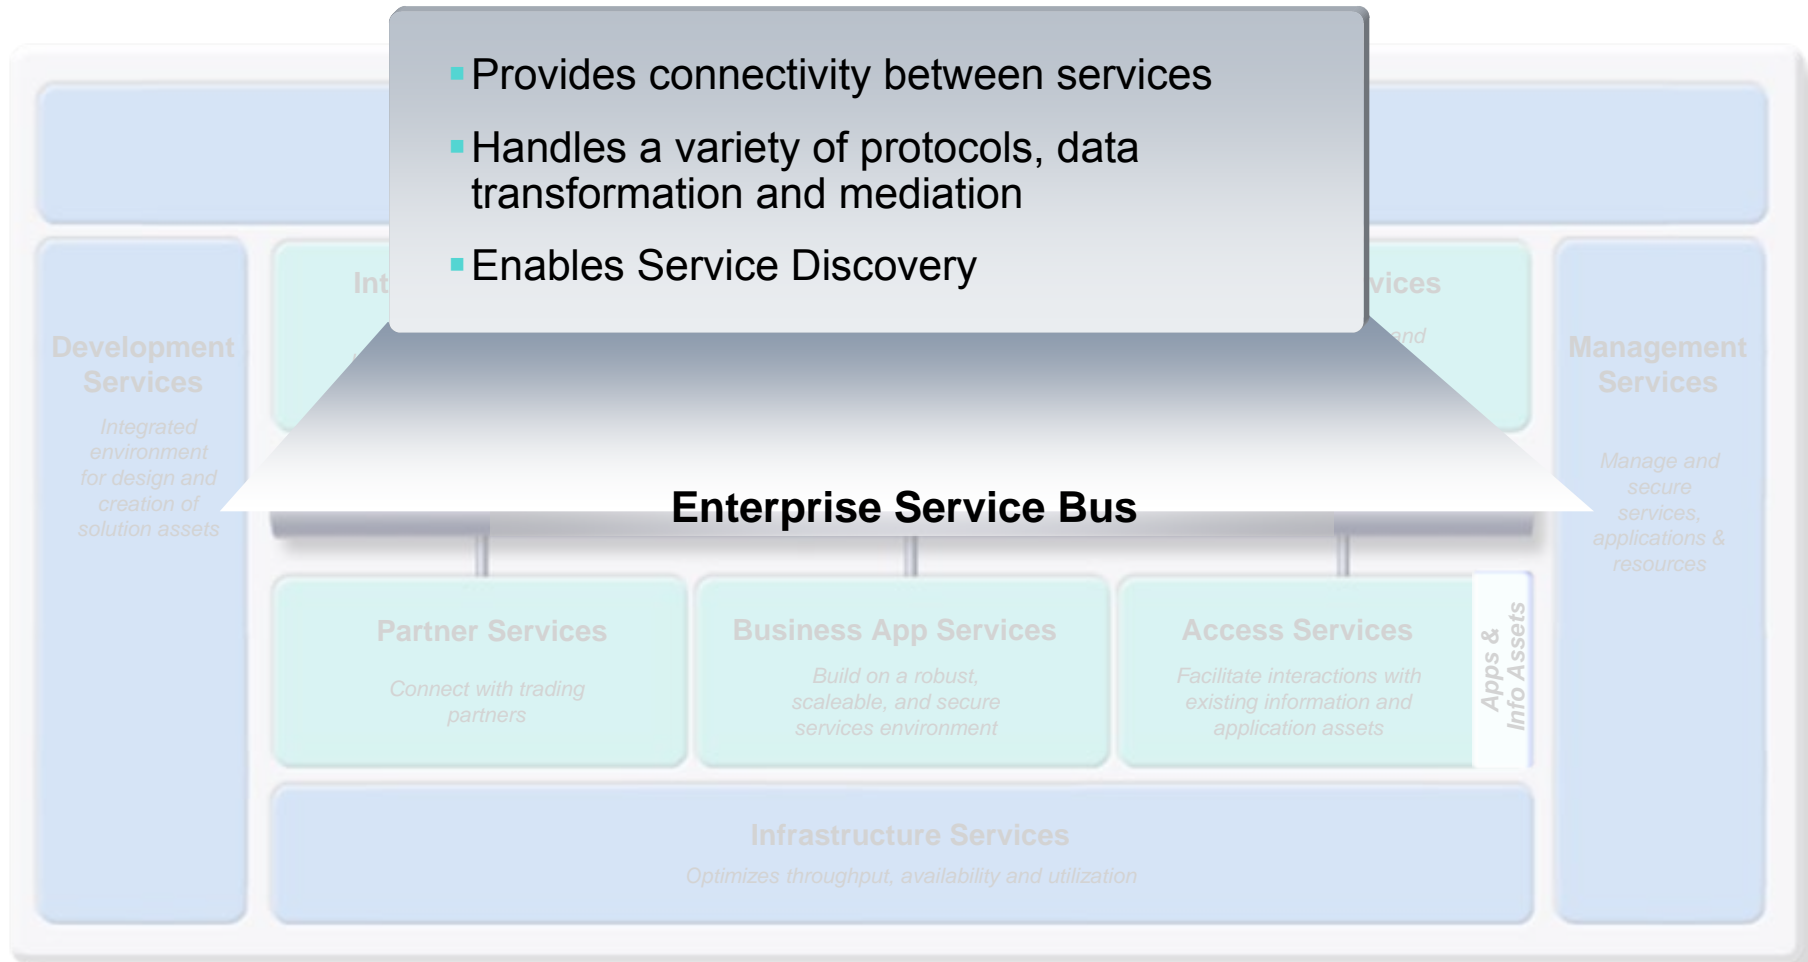 Provides connectivity between services
Handles a variety of protocols, data
transformation and mediation
Enables Service Discovery
Enterprise Service Bus
Development
Services
Integrated
environment
for design and
creation of
solution assets
Management
Services
Manage and
secure
services,
applications &
resources
Partner Services
Connect with trading
partners
Business App Services
Build on a robust,
scaleable, and secure
services environment
Access Services
Facilitate interactions with
existing information and
application assets
Apps &
Info Assets
Infrastructure Services
Optimizes throughput, availability and utilization